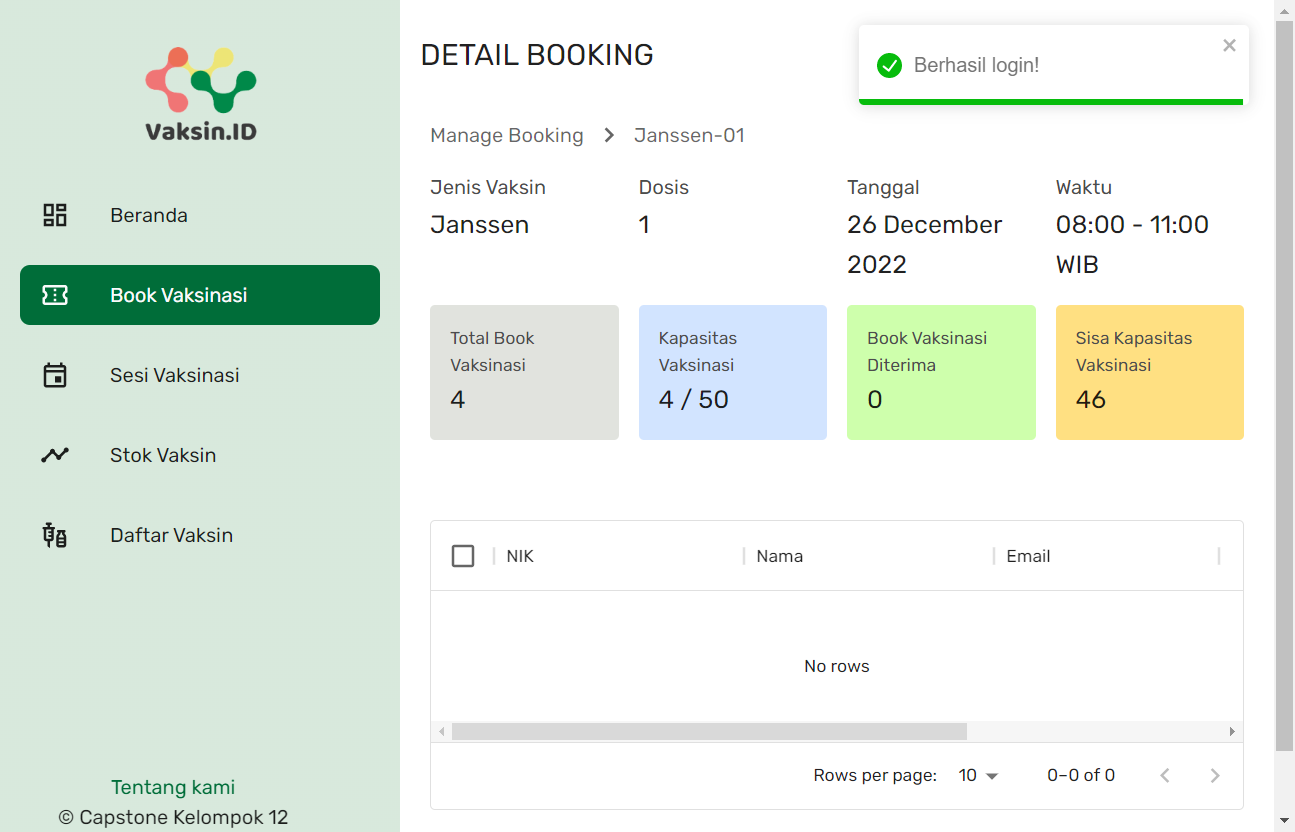 Vaksin.ID
Beranda
Book Vaksinasi
Sesi Vaksinasi
Stok Vaksin
Daftar Vaksin
Tentang kami
© Capstone Kelompok 12
DETAIL BOOKING
Berhasil login!
Manage Booking
Janssen-01
Jenis Vaksin
Janssen
Dosis
1
Tanggal
26 December
2022
Waktu
08:00 - 11:00
WIB
Total Book
Vaksinasi
4
Kapasitas
Vaksinasi
4 / 50
Book Vaksinasi
Diterima
0
Sisa Kapasitas
Vaksinasi
46
NIK
Nama
Email
No rows
Rows per page: 10
0–0 of 0